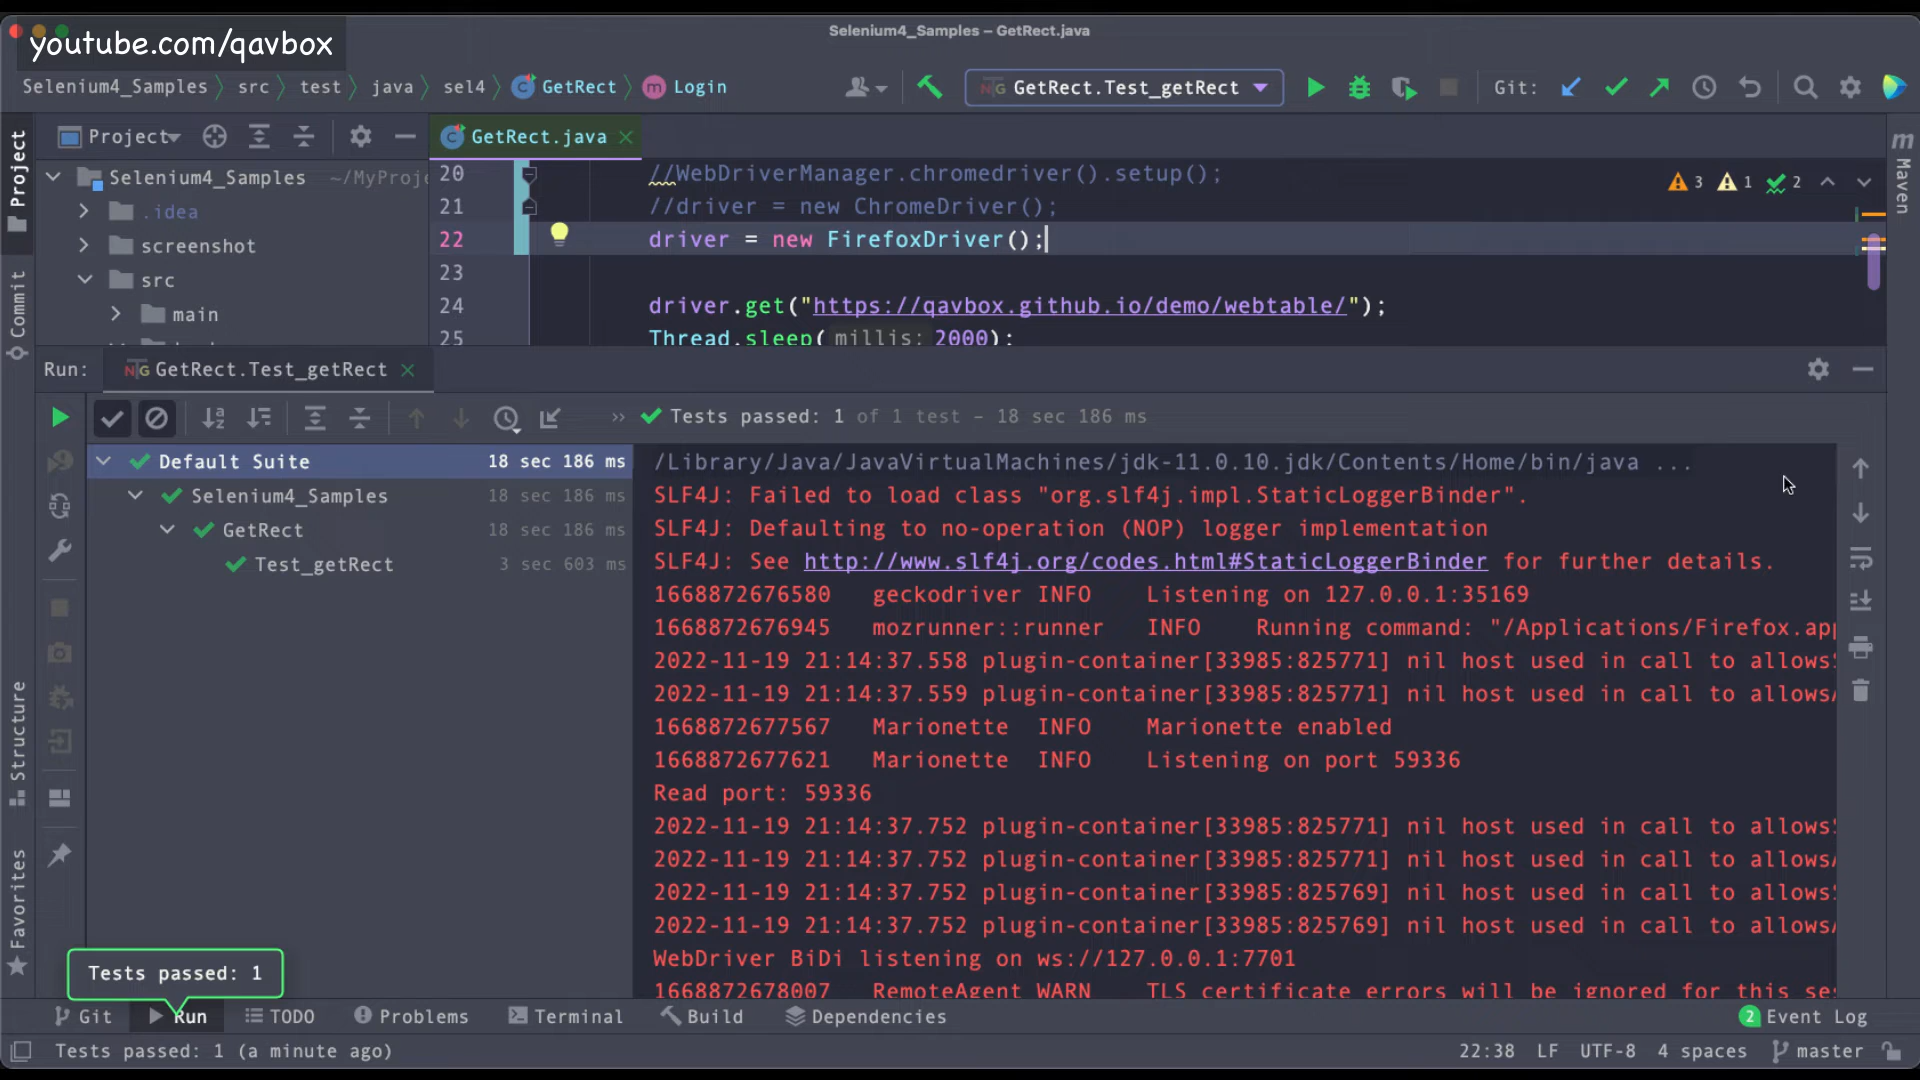 youtube.com/qavbox
Selenium4_Samples – GetRect.java
Selenium4_Samples src test java sel4 GetRect Login
GetRect.Test_getRect
Git:
Project
GetRect.java
Selenium4_Samples ~/MyProje
.idea
screenshot
src
main
20 //WebDriverManager.chromedriver().setup();
21 //driver = new ChromeDriver();
22 driver = new FirefoxDriver();
23
24 driver.get("https://qavbox.github.io/demo/webtable/");
25 Thread.sleep( millis: 2000);
3 1 2
Project
Commit
Structure
Favorites
Maven
Run: GetRect.Test_getRect
Tests passed: 1 of 1 test – 18 sec 186 ms
Default Suite 18 sec 186 ms
Selenium4_Samples 18 sec 186 ms
GetRect 18 sec 186 ms
Test_getRect 3 sec 603 ms
/Library/Java/JavaVirtualMachines/jdk-11.0.10.jdk/Contents/Home/bin/java ...
SLF4J: Failed to load class "org.slf4j.impl.StaticLoggerBinder".
SLF4J: Defaulting to no-operation (NOP) logger implementation
SLF4J: See http://www.slf4j.org/codes.html#StaticLoggerBinder for further details.
1668872676580 geckodriver INFO Listening on 127.0.0.1:35169
1668872676945 mozrunner::runner INFO Running command: "/Applications/Firefox.app
2022-11-19 21:14:37.558 plugin-container[33985:825771] nil host used in call to allowsS
2022-11-19 21:14:37.559 plugin-container[33985:825771] nil host used in call to allowsA
1668872677567 Marionette INFO Marionette enabled
1668872677621 Marionette INFO Listening on port 59336
Read port: 59336
2022-11-19 21:14:37.752 plugin-container[33985:825771] nil host used in call to allowsS
2022-11-19 21:14:37.752 plugin-container[33985:825771] nil host used in call to allowsA
2022-11-19 21:14:37.752 plugin-container[33985:825769] nil host used in call to allowsS
2022-11-19 21:14:37.752 plugin-container[33985:825769] nil host used in call to allowsA
WebDriver BiDi listening on ws://127.0.0.1:7701
1668872678007 RemoteAgent WARN TLS certificate errors will be ignored for this se
Tests passed: 1
Git Run TODO Problems Terminal Build Dependencies 2 Event Log
Tests passed: 1 (a minute ago) 22:38 LF UTF-8 4 spaces master